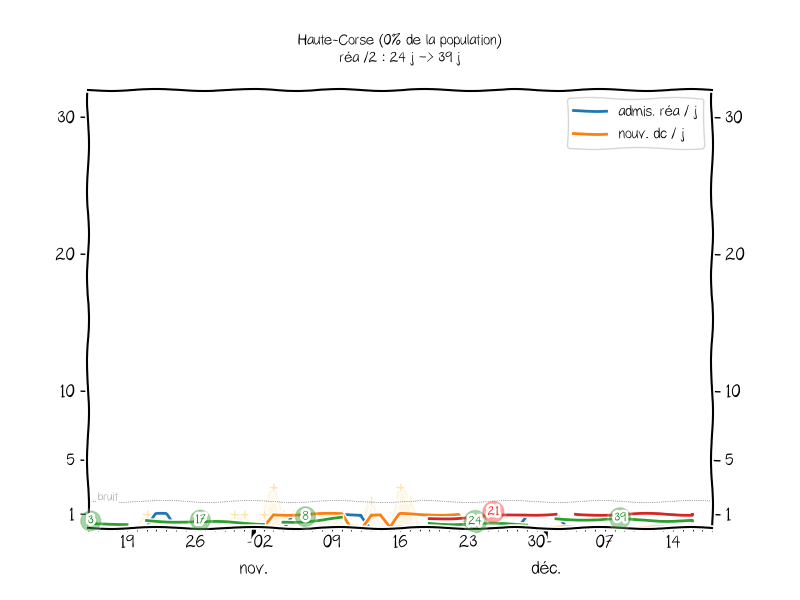 Haute-Corse (0% de la population)
réa /2 : 24 j -> 39 j
admis. réa / j
nouv. dc / j
30
30
20
20
10
10
5
5
bruit
1
1
3
17
8
24
21
39
19 26 02 09 16 23 30 07 14
nov. déc.